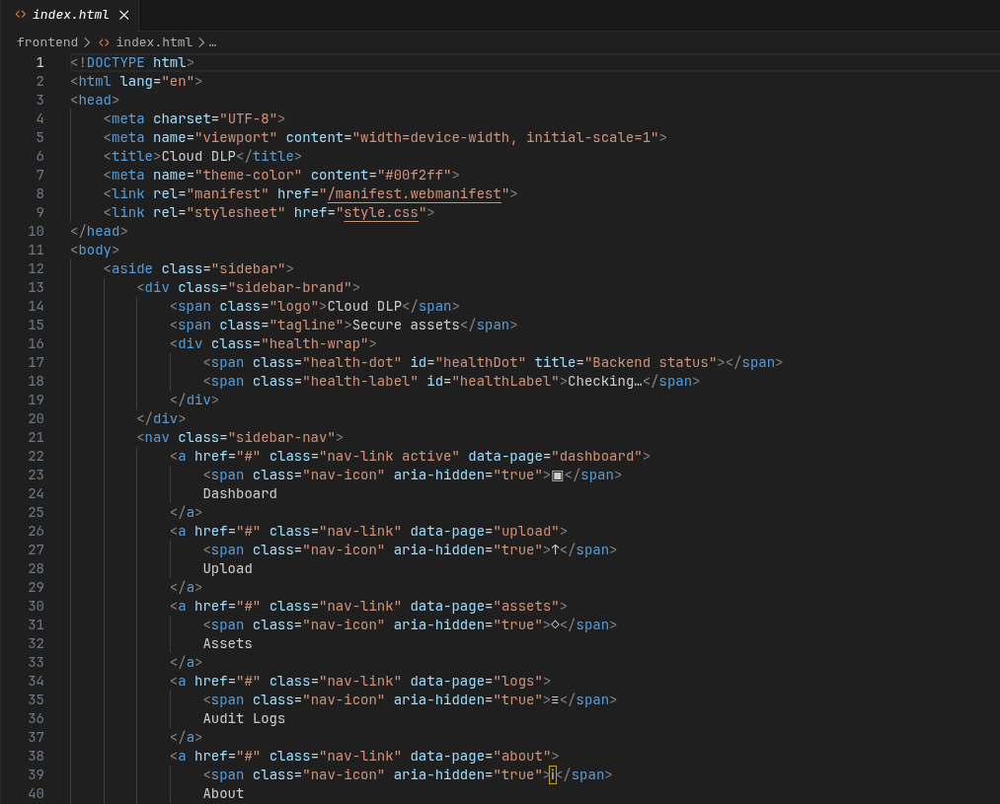 index.html
frontend > index.html > …
1 <!DOCTYPE html>
2 <html lang="en">
3 <head>
4     <meta charset="UTF-8">
5     <meta name="viewport" content="width=device-width, initial-scale=1">
6     <title>Cloud DLP</title>
7     <meta name="theme-color" content="#00f2ff">
8     <link rel="manifest" href="/manifest.webmanifest">
9     <link rel="stylesheet" href="style.css">
10 </head>
11 <body>
12     <aside class="sidebar">
13         <div class="sidebar-brand">
14             <span class="logo">Cloud DLP</span>
15             <span class="tagline">Secure assets</span>
16             <div class="health-wrap">
17                 <span class="health-dot" id="healthDot" title="Backend status"></span>
18                 <span class="health-label" id="healthLabel">Checking…</span>
19             </div>
20         </div>
21         <nav class="sidebar-nav">
22             <a href="#" class="nav-link active" data-page="dashboard">
23                 <span class="nav-icon" aria-hidden="true">▣</span>
24                 Dashboard
25             </a>
26             <a href="#" class="nav-link" data-page="upload">
27                 <span class="nav-icon" aria-hidden="true">↑</span>
28                 Upload
29             </a>
30             <a href="#" class="nav-link" data-page="assets">
31                 <span class="nav-icon" aria-hidden="true">◇</span>
32                 Assets
33             </a>
34             <a href="#" class="nav-link" data-page="logs">
35                 <span class="nav-icon" aria-hidden="true">≡</span>
36                 Audit Logs
37             </a>
38             <a href="#" class="nav-link" data-page="about">
39                 <span class="nav-icon" aria-hidden="true">ⅰ</span>
40                 About